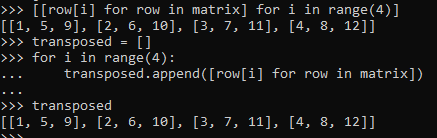 >>> [[row[i] for row in matrix] for i in range(4)]
[[1, 5, 9], [2, 6, 10], [3, 7, 11], [4, 8, 12]]
>>> transposed = []
>>> for i in range(4):
...     transposed.append([row[i] for row in matrix])
...
>>> transposed
[[1, 5, 9], [2, 6, 10], [3, 7, 11], [4, 8, 12]]
>>>